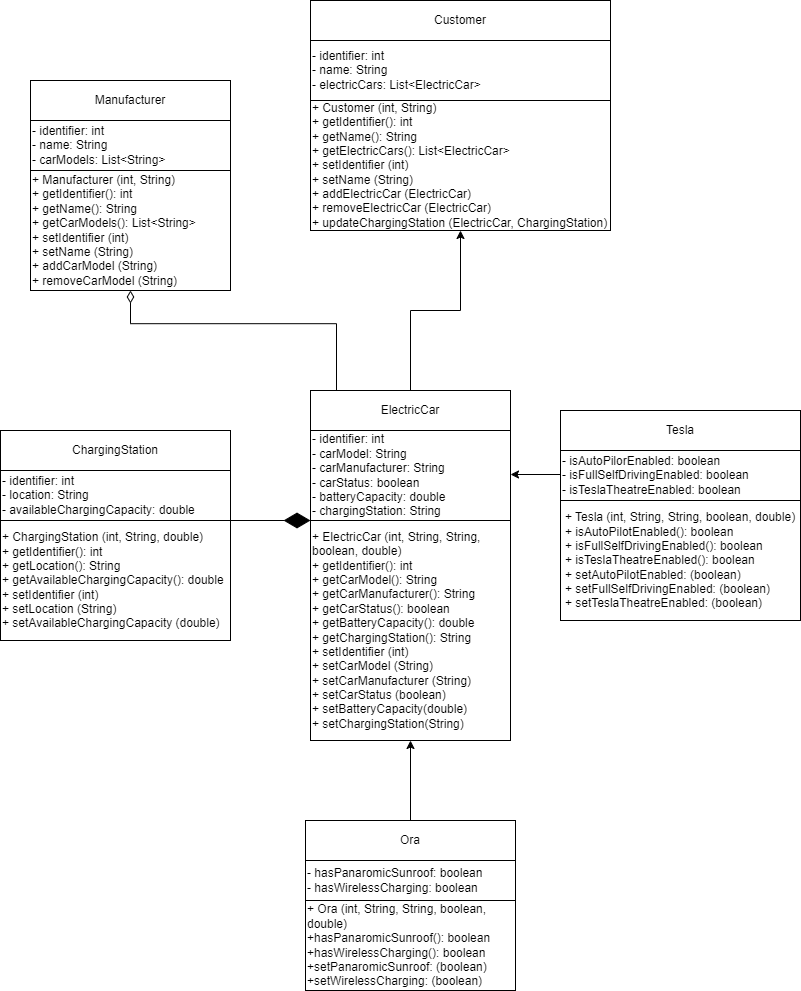 Customer
- identifier: int
- name: String
- electricCars: List<ElectricCar>
+ Customer (int, String)
+ getIdentifier(): int
+ getName(): String
+ getElectricCars(): List<ElectricCar>
+ setIdentifier (int)
+ setName (String)
+ addElectricCar (ElectricCar)
+ removeElectricCar (ElectricCar)
+ updateChargingStation (ElectricCar, ChargingStation)
Manufacturer
- identifier: int
- name: String
- carModels: List<String>
+ Manufacturer (int, String)
+ getIdentifier(): int
+ getName(): String
+ getCarModels(): List<String>
+ setIdentifier (int)
+ setName (String)
+ addCarModel (String)
+ removeCarModel (String)
ElectricCar
- identifier: int
- carModel: String
- carManufacturer: String
- carStatus: boolean
- batteryCapacity: double
- chargingStation: String
+ ElectricCar (int, String, String,
boolean, double)
+ getIdentifier(): int
+ getCarModel(): String
+ getCarManufacturer(): String
+ getCarStatus(): boolean
+ getBatteryCapacity(): double
+ getChargingStation(): String
+ setIdentifier (int)
+ setCarModel (String)
+ setCarManufacturer (String)
+ setCarStatus (boolean)
+ setBatteryCapacity(double)
+ setChargingStation(String)
ChargingStation
- identifier: int
- location: String
- availableChargingCapacity: double
+ ChargingStation (int, String, double)
+ getIdentifier(): int
+ getLocation(): String
+ getAvailableChargingCapacity(): double
+ setIdentifier (int)
+ setLocation (String)
+ setAvailableChargingCapacity (double)
Tesla
- isAutoPilorEnabled: boolean
- isFullSelfDrivingEnabled: boolean
- isTeslaTheatreEnabled: boolean
+ Tesla (int, String, String, boolean, double)
+ isAutoPilotEnabled(): boolean
+ isFullSelfDrivingEnabled(): boolean
+ isTeslaTheatreEnabled(): boolean
+ setAutoPilotEnabled: (boolean)
+ setFullSelfDrivingEnabled: (boolean)
+ setTeslaTheatreEnabled: (boolean)
Ora
- hasPanaromicSunroof: boolean
- hasWirelessCharging: boolean
+ Ora (int, String, String, boolean,
double)
+hasPanaromicSunroof(): boolean
+hasWirelessCharging(): boolean
+setPanaromicSunroof: (boolean)
+setWirelessCharging: (boolean)